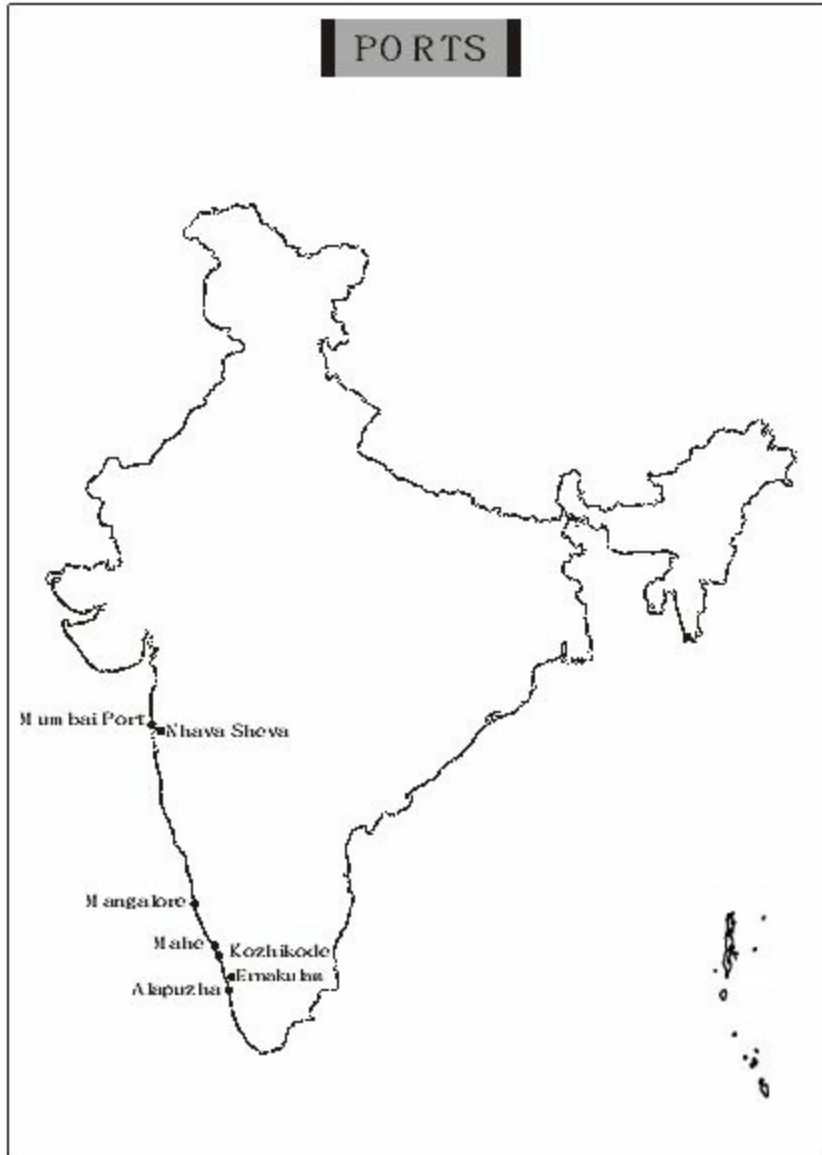 PORTS
Mumbai Port
Nhava Sheva
Mangalore
Mahe
Kozhikode
Ernakulam
Alapuzha